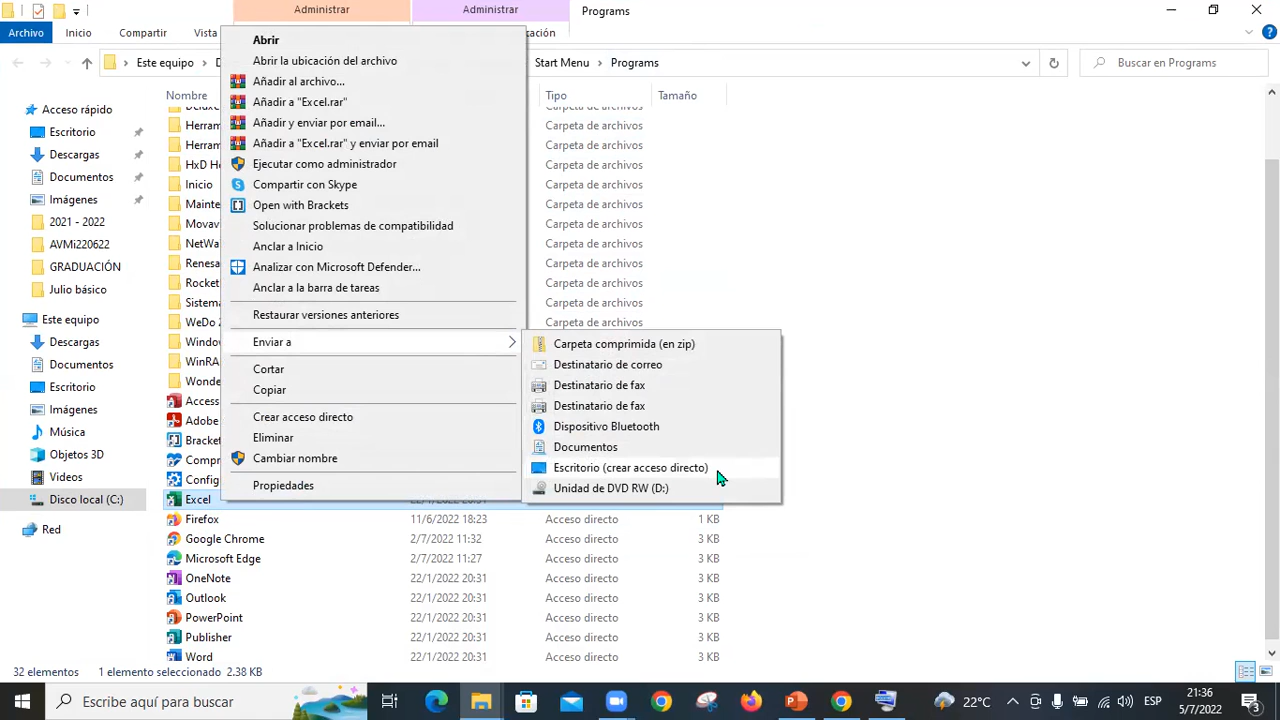 Administrar
Administrar
Programs
Archivo
Inicio
Compartir
Vista
Este equipo
Start Menu
Programs
Buscar en Programs
Nombre
Tipo
Tamaño
Acceso rápido
Escritorio
Descargas
Documentos
Imágenes
2021 - 2022
AVMi220622
GRADUACIÓN
Julio básico
Este equipo
Descargas
Documentos
Escritorio
Imágenes
Música
Objetos 3D
Videos
Disco local (C:)
Red
Carpeta de archivos
Herram
Carpeta de archivos
Herram
Carpeta de archivos
HxD He
Carpeta de archivos
Inicio
Carpeta de archivos
Mainte
Carpeta de archivos
Movav
Carpeta de archivos
NetWa
Carpeta de archivos
Renesa
Carpeta de archivos
Rocket
Carpeta de archivos
Sistema
Carpeta de archivos
WeDo 2
Carpeta de archivos
Window
WinRA
Wonde
Access
Adobe
Bracket
Compr
Config
Excel
Firefox 11/6/2022 18:23 Acceso directo 1 KB
Google Chrome 2/7/2022 11:32 Acceso directo 3 KB
Microsoft Edge 2/7/2022 11:27 Acceso directo 3 KB
OneNote 22/1/2022 20:31 Acceso directo 3 KB
Outlook 22/1/2022 20:31 Acceso directo 3 KB
PowerPoint 22/1/2022 20:31 Acceso directo 3 KB
Publisher 22/1/2022 20:31 Acceso directo 3 KB
Word 22/1/2022 20:31 Acceso directo 3 KB
Abrir
Abrir la ubicación del archivo
Añadir al archivo...
Añadir a "Excel.rar"
Añadir y enviar por email...
Añadir a "Excel.rar" y enviar por email
Ejecutar como administrador
Compartir con Skype
Open with Brackets
Solucionar problemas de compatibilidad
Anclar a Inicio
Analizar con Microsoft Defender...
Anclar a la barra de tareas
Restaurar versiones anteriores
Enviar a
Cortar
Copiar
Crear acceso directo
Eliminar
Cambiar nombre
Propiedades
Carpeta comprimida (en zip)
Destinatario de correo
Destinatario de fax
Destinatario de fax
Dispositivo Bluetooth
Documentos
Escritorio (crear acceso directo)
Unidad de DVD RW (D:)
32 elementos
1 elemento seleccionado 2.38 KB
Escribe aquí para buscar
22°C
ESP
21:36
5/7/2022
3